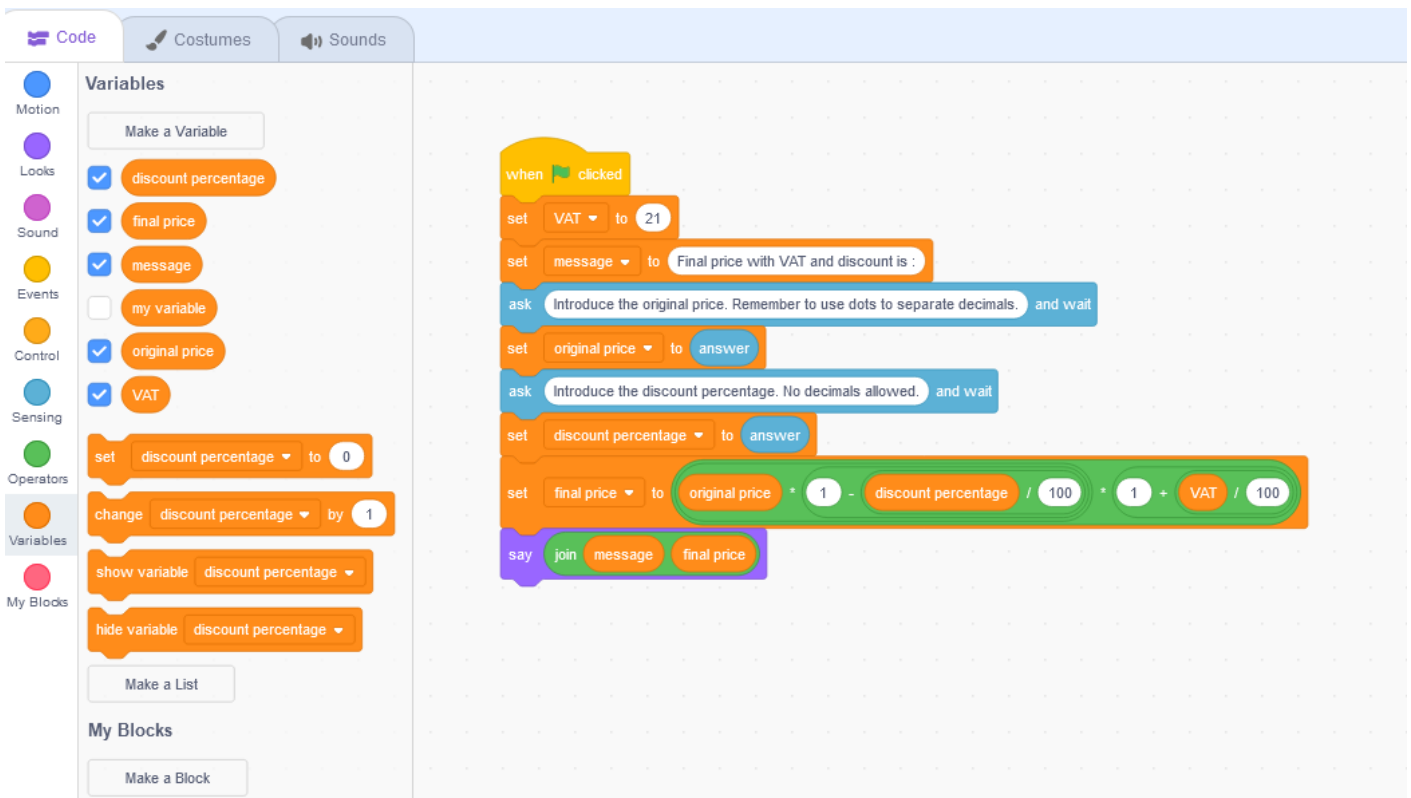 Code Costumes Sounds
Motion
Looks
Sound
Events
Control
Sensing
Operators
Variables
My Blocks
Variables
Make a Variable
discount percentage
final price
message
my variable
original price
VAT
set discount percentage to 0
change discount percentage by 1
show variable discount percentage
hide variable discount percentage
Make a List
My Blocks
Make a Block
when clicked
set VAT to 21
set message to Final price with VAT and discount is :
ask Introduce the original price. Remember to use dots to separate decimals. and wait
set original price to answer
ask Introduce the discount percentage. No decimals allowed. and wait
set discount percentage to answer
set final price to original price * 1 - discount percentage / 100 * 1 + VAT / 100
say join message final price